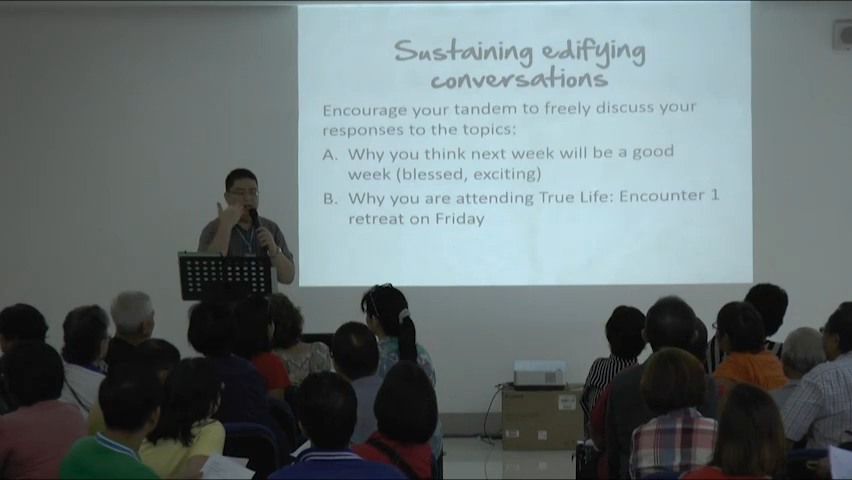 Sustaining edifying
conversations
Encourage your tandem to freely discuss your
responses to the topics:
A. Why you think next week will be a good
week (blessed, exciting)
B. Why you are attending True Life: Encounter 1
retreat on Friday